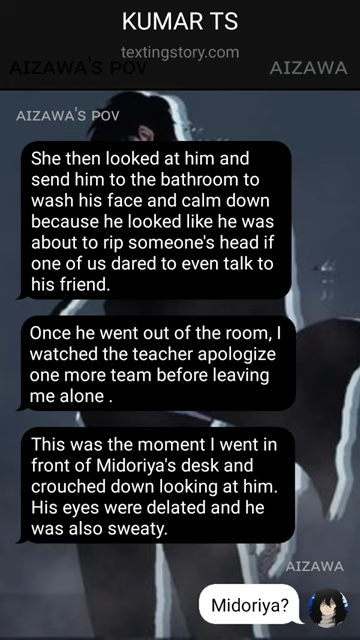 KUMAR TS
textingstory.com
AIZAWA'S POV
AIZAWA
AIZAWA'S POV
She then looked at him and
send him to the bathroom to
wash his face and calm down
because he looked like he was
about to rip someone's head if
one of us dared to even talk to
his friend.
Once he went out of the room, I
watched the teacher apologize
one more team before leaving
me alone .
This was the moment I went in
front of Midoriya's desk and
crouched down looking at him.
His eyes were delated and he
was also sweaty.
AIZAWA
Midoriya?